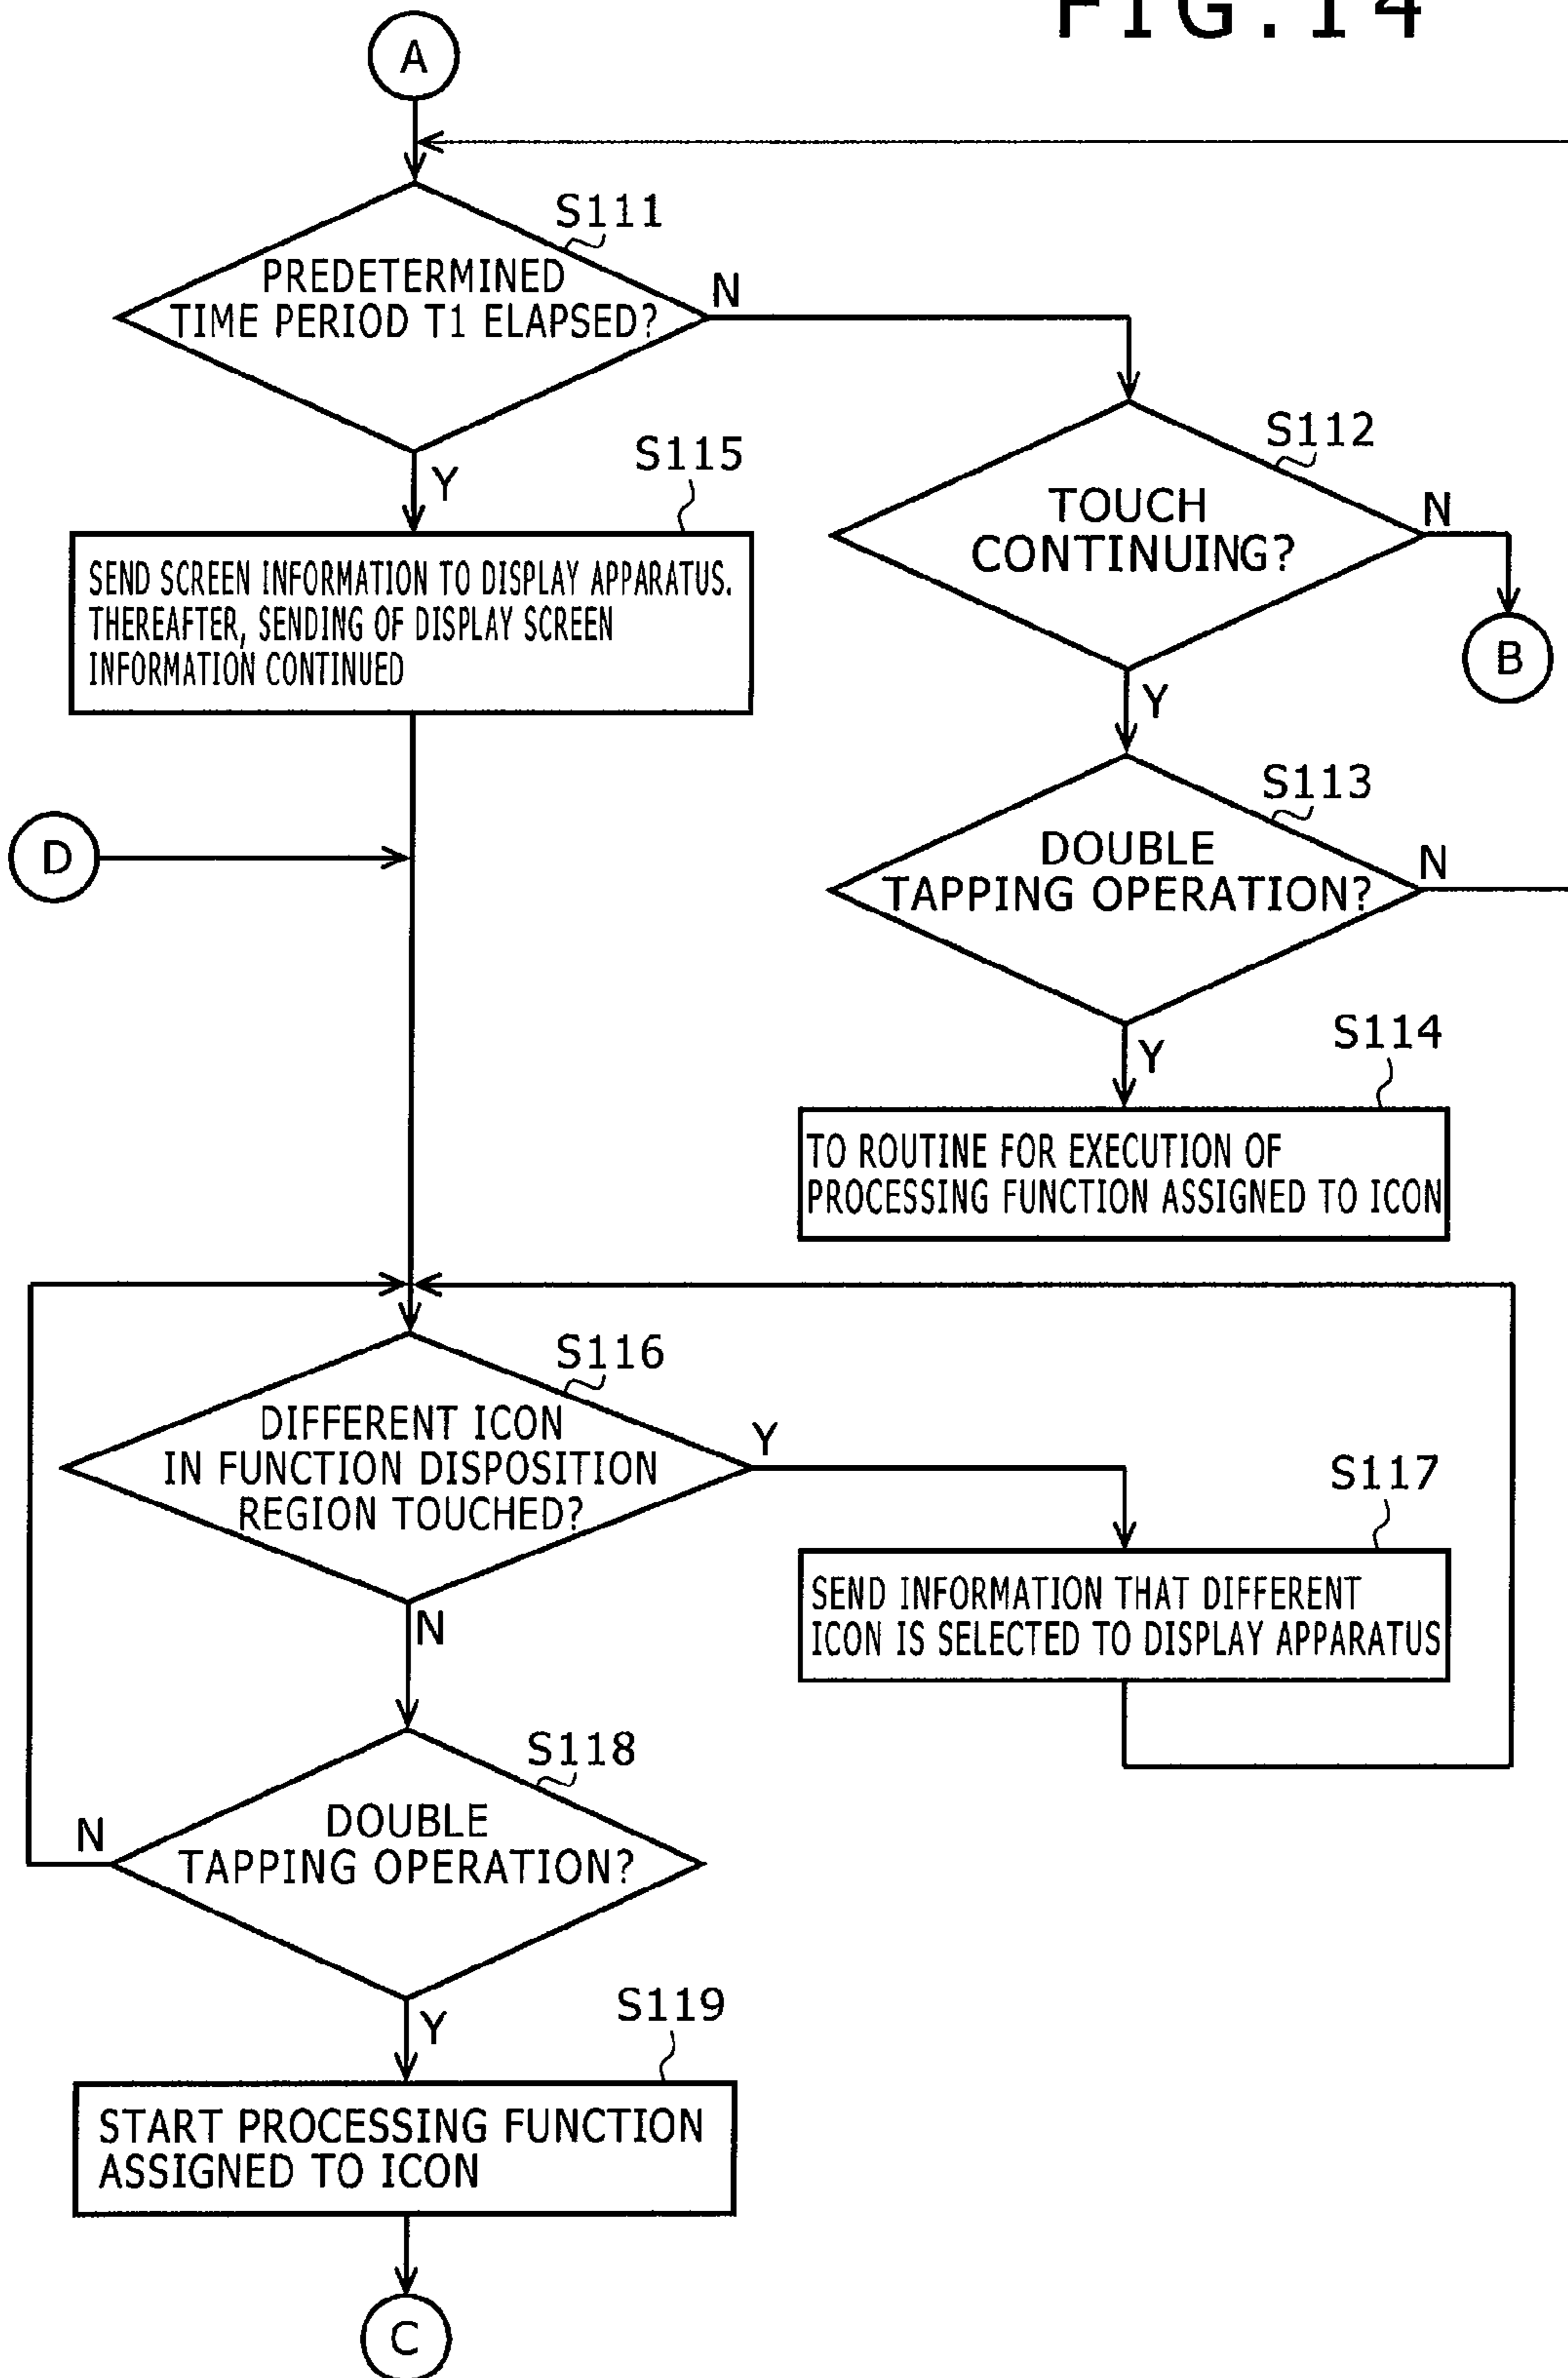 FIG.14
A
S111
PREDETERMINED
TIME PERIOD T1 ELAPSED?
N
Y
S112
TOUCH
CONTINUING?
N
B
Y
S115
SEND SCREEN INFORMATION TO DISPLAY APPARATUS.
THEREAFTER, SENDING OF DISPLAY SCREEN
INFORMATION CONTINUED
S113
DOUBLE
TAPPING OPERATION?
N
Y
D
S114
TO ROUTINE FOR EXECUTION OF
PROCESSING FUNCTION ASSIGNED TO ICON
S116
DIFFERENT ICON
IN FUNCTION DISPOSITION
REGION TOUCHED?
Y
N
S117
SEND INFORMATION THAT DIFFERENT
ICON IS SELECTED TO DISPLAY APPARATUS
S118
DOUBLE
TAPPING OPERATION?
N
Y
S119
START PROCESSING FUNCTION
ASSIGNED TO ICON
C